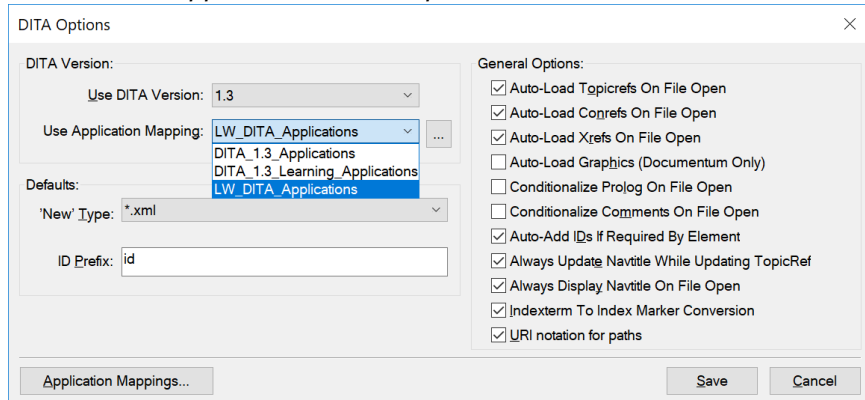 DITA Options
DITA Version:
Use DITA Version: 1.3
Use Application Mapping: LW_DITA_Applications ...
DITA_1.3_Applications
DITA_1.3_Learning_Applications
LW_DITA_Applications
Defaults:
'New' Type: *.xml
ID Prefix: id
General Options:
Auto-Load Topicrefs On File Open
Auto-Load Conrefs On File Open
Auto-Load Xrefs On File Open
Auto-Load Graphics (Documentum Only)
Conditionalize Prolog On File Open
Conditionalize Comments On File Open
Auto-Add IDs If Required By Element
Always Update Navtitle While Updating TopicRef
Always Display Navtitle On File Open
Indexterm To Index Marker Conversion
URI notation for paths
Application Mappings...
Save
Cancel